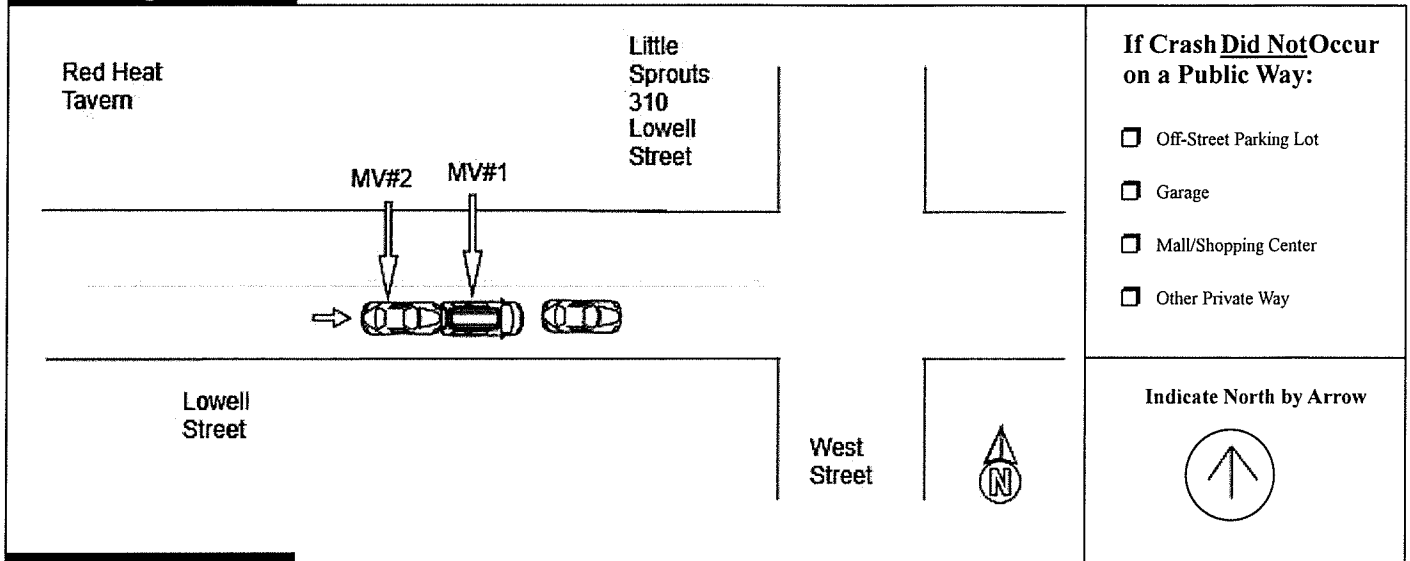 Red Heat
Tavern
Little
Sprouts
310
Lowell
Street
MV#2
MV#1
Lowell
Street
West
Street
N
If Crash Did Not Occur
on a Public Way:
Off-Street Parking Lot
Garage
Mall/Shopping Center
Other Private Way
Indicate North by Arrow